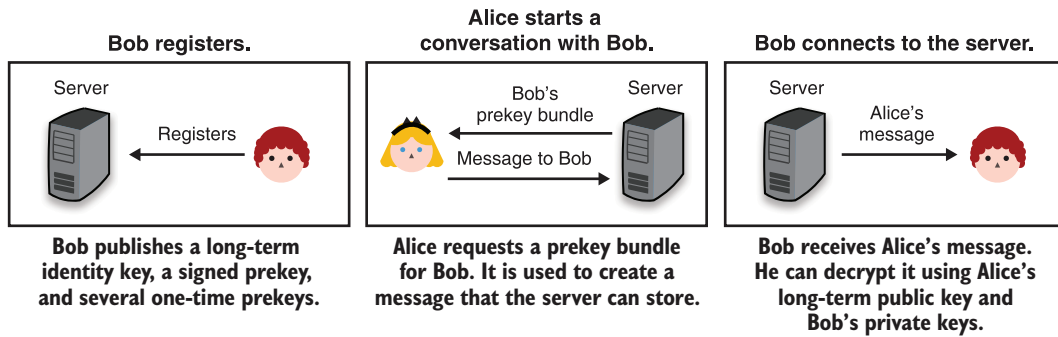 Bob registers.
Server
Registers
Bob publishes a long-term
identity key, a signed prekey,
and several one-time prekeys.
Alice starts a
conversation with Bob.
Bob's
prekey bundle
Message to Bob
Server
Alice requests a prekey bundle
for Bob. It is used to create a
message that the server can store.
Bob connects to the server.
Server
Alice's
message
Bob receives Alice's message.
He can decrypt it using Alice's
long-term public key and
Bob's private keys.